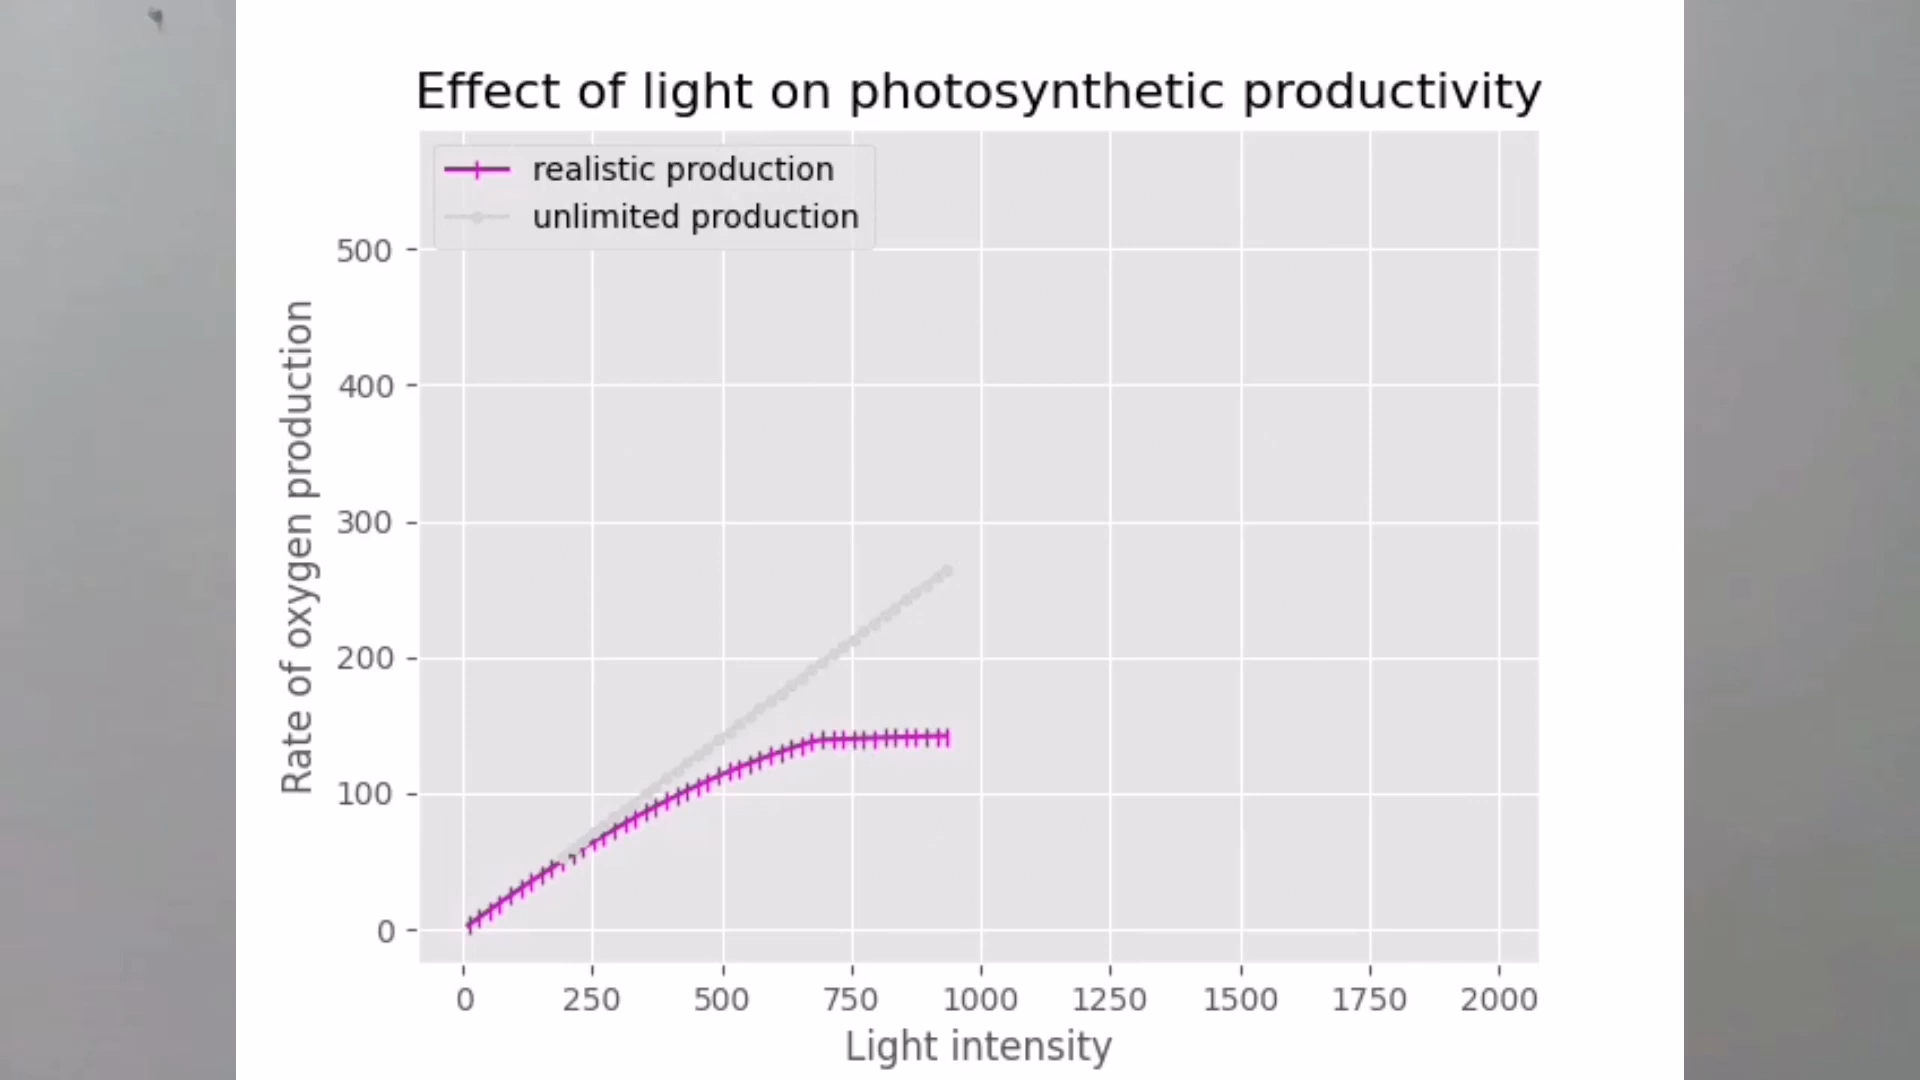 Effect of light on photosynthetic productivity
realistic production
unlimited production
500
400
300
200
100
0
Rate of oxygen production
0 250 500 750 1000 1250 1500 1750 2000
Light intensity